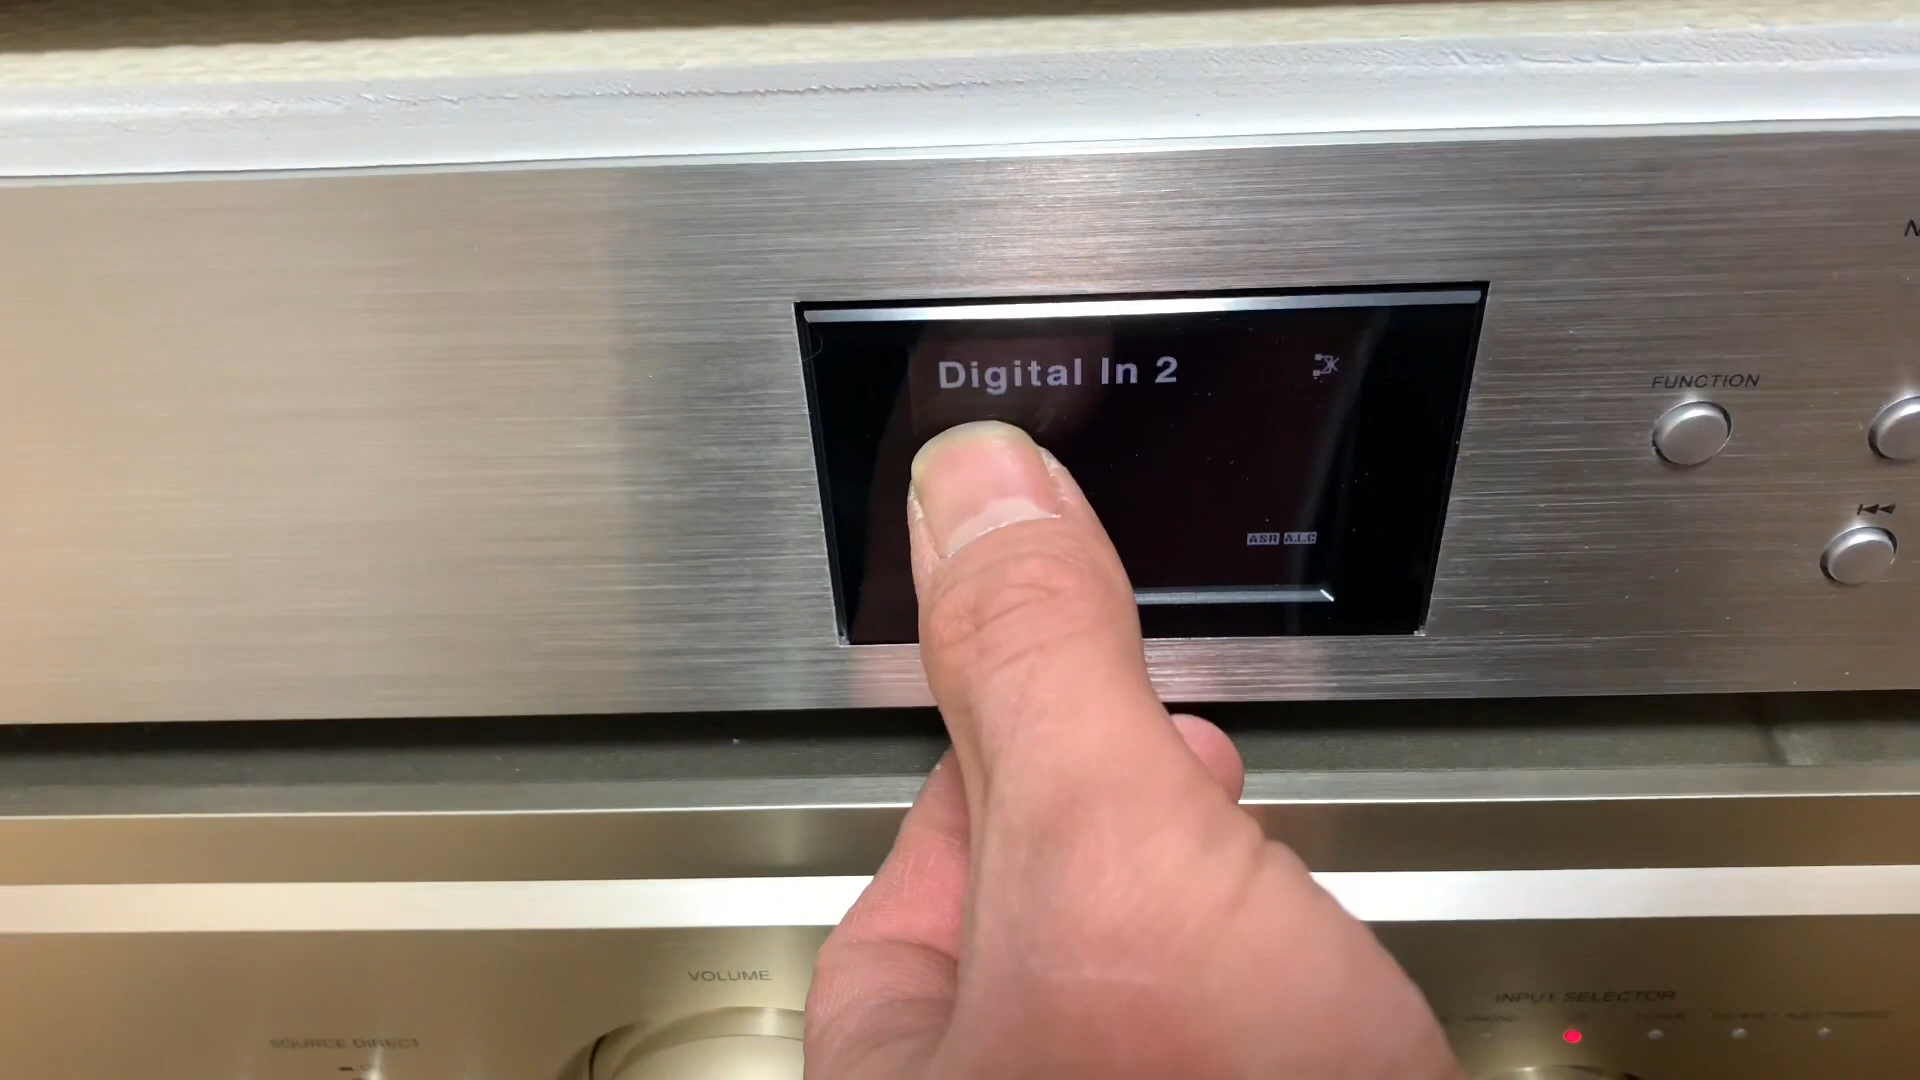 N
Digital In 2
FUNCTION
ASR A.L.C
VOLUME
INPUT SELECTOR
SOURCE DIRECT